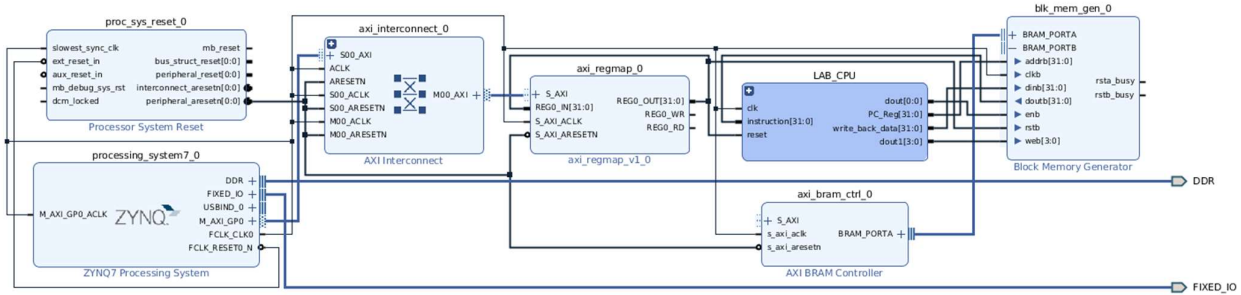 proc_sys_reset_0
slowest_sync_clk
ext_reset_in
aux_reset_in
mb_debug_sys_rst
dcm_locked
mb_reset
bus_struct_reset[0:0]
peripheral_reset[0:0]
interconnect_aresetn[0:0]
peripheral_aresetn[0:0]
Processor System Reset
processing_system7_0
M_AXI_GP0_ACLK
ZYNQ
DDR
FIXED_IO
USBIND_0
M_AXI_GP0
FCLK_CLK0
FCLK_RESET0_N
ZYNQ7 Processing System
axi_interconnect_0
S00_AXI
ACLK
ARESETN
S00_ACLK
S00_ARESETN
M00_ACLK
M00_ARESETN
M00_AXI
AXI Interconnect
axi_regmap_0
S_AXI
REG0_IN[31:0]
S_AXI_ACLK
S_AXI_ARESETN
REG0_OUT[31:0]
REG0_WR
REG0_RD
axi_regmap_v1_0
LAB_CPU
clk
instruction[31:0]
reset
dout[0:0]
PC_Reg[31:0]
write_back_data[31:0]
dout1[3:0]
axi_bram_ctrl_0
S_AXI
s_axi_aclk
s_axi_aresetn
BRAM_PORTA
AXI BRAM Controller
blk_mem_gen_0
BRAM_PORTA
BRAM_PORTB
addrb[31:0]
clkb
dinb[31:0]
doutb[31:0]
enb
rstb
web[3:0]
rsta_busy
rstb_busy
Block Memory Generator
DDR
FIXED_IO